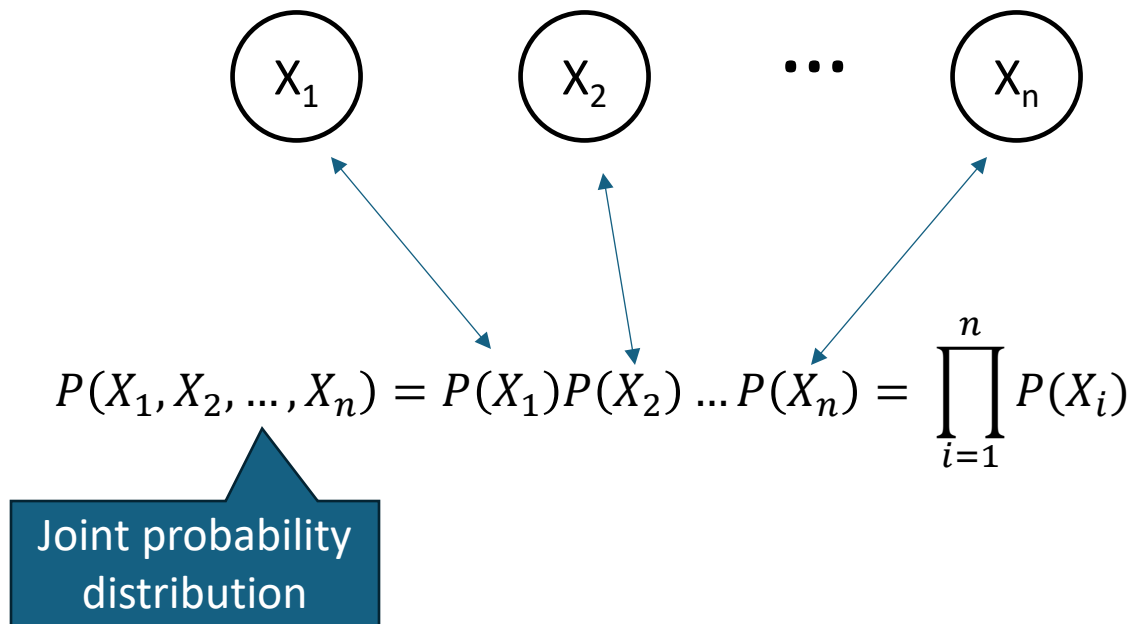 X₁ X₂ ... Xₙ
n
P(X₁, X₂, ..., Xₙ) = P(X₁)P(X₂) ... P(Xₙ) = ∏ P(Xᵢ)
i=1
Joint probability
distribution